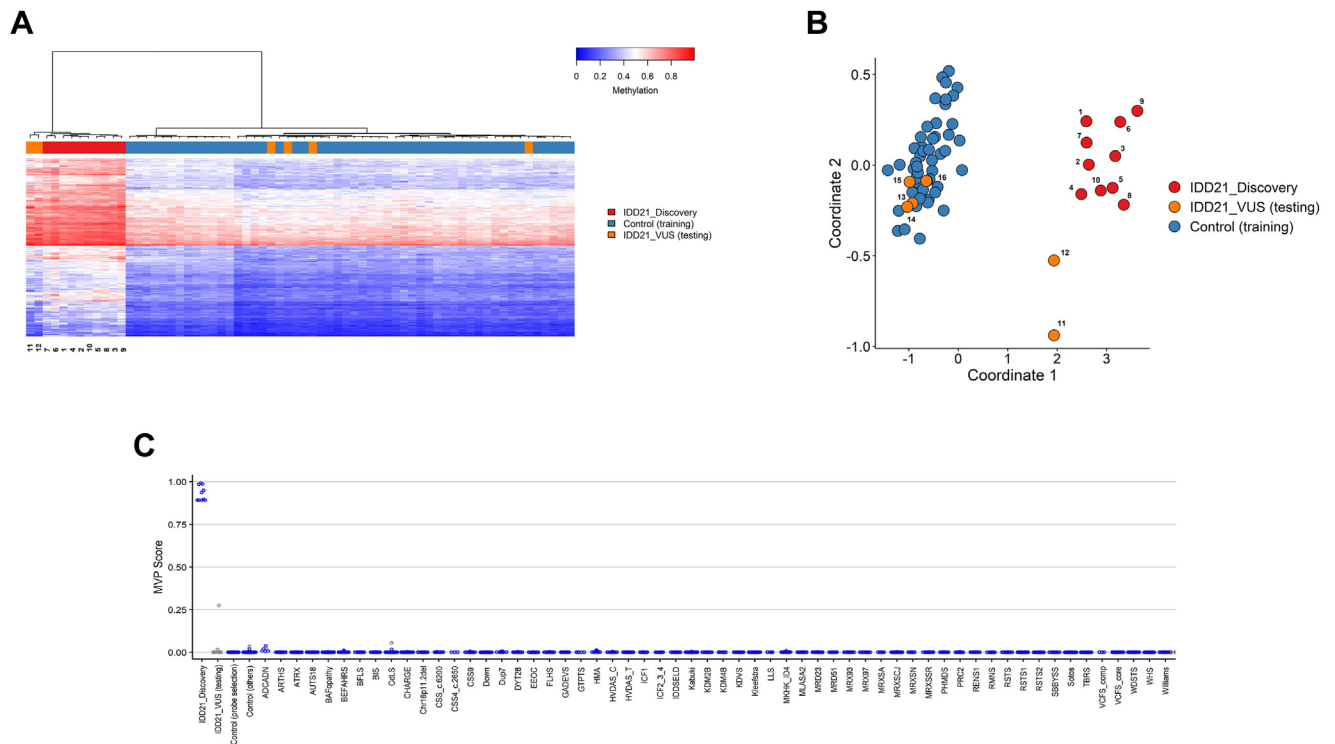 A
0 0.2 0.4 0.6 0.8
Methylation
IDD21_Discovery
Control (training)
IDD21_VUS (testing)
11 12 7 6 1 4 2 10 5 8 3 9
B
Coordinate 2
0.5
0.0
-0.5
-1.0
1
9
6
7
3
2
15
16
10
5
4
13
8
14
12
11
-1 0 1 2 3
Coordinate 1
IDD21_Discovery
IDD21_VUS (testing)
Control (training)
C
MVP Score
1.00
0.75
0.50
0.25
0.00
IDD21_Discovery
IDD21_VUS (testing)
Control (probe selection)
Control (others)
ADCADN
ARTHS
ATRX
AUTS18
BAFopathy
BEFAHRS
BFLS
BIS
CdLS
CHARGE
Chr16p11.2del
CSS_c.6200
CSS4_c.2650
CSS9
Down
Dup7
DYT28
EEOC
FLHS
GADEVS
GTPTS
HMA
HVDAS_C
HVDAS_T
ICF1
ICF2_3_4
IDDSELD
Kabuki
KDM2B
KDM4B
KDVS
Kleefstra
LLS
MKHK_ID4
MLASA2
MRD23
MRD51
MRX93
MRX97
MRXSA
MRXSCJ
MRXSN
MRXSSR
PHMDS
PRC2
RENS1
RMNS
RSTS
RSTS1
RSTS2
SBBYSS
Sotos
TBRS
VCFS_comp
VCFS_core
WDSTS
WHS
Williams